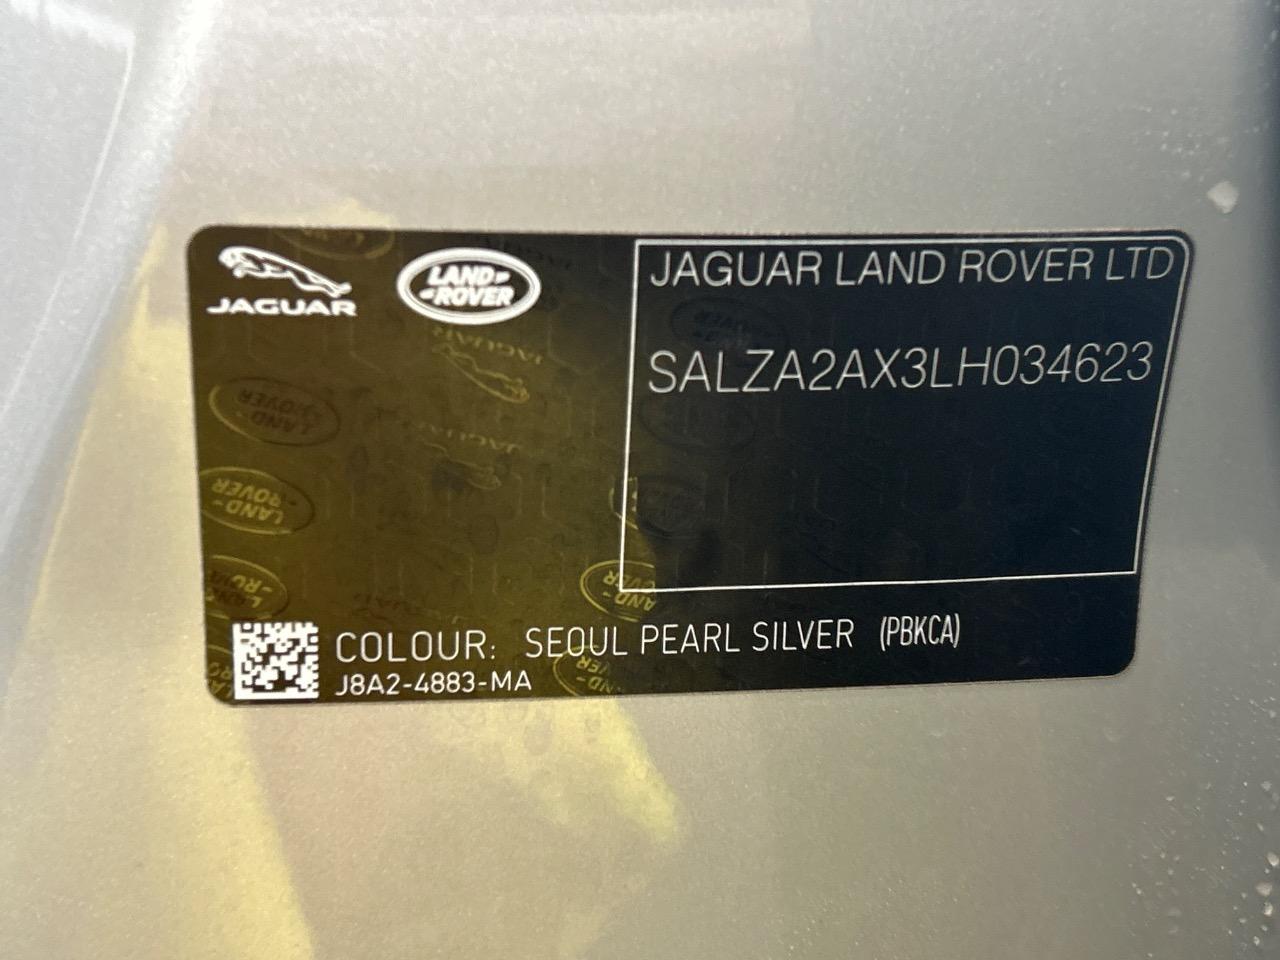 JAGUAR
LAND-
-ROVER
JAGUAR LAND ROVER LTD
SALZA2AX3LH034623
COLOUR: SEOUL PEARL SILVER (PBKCA)
J8A2-4883-MA